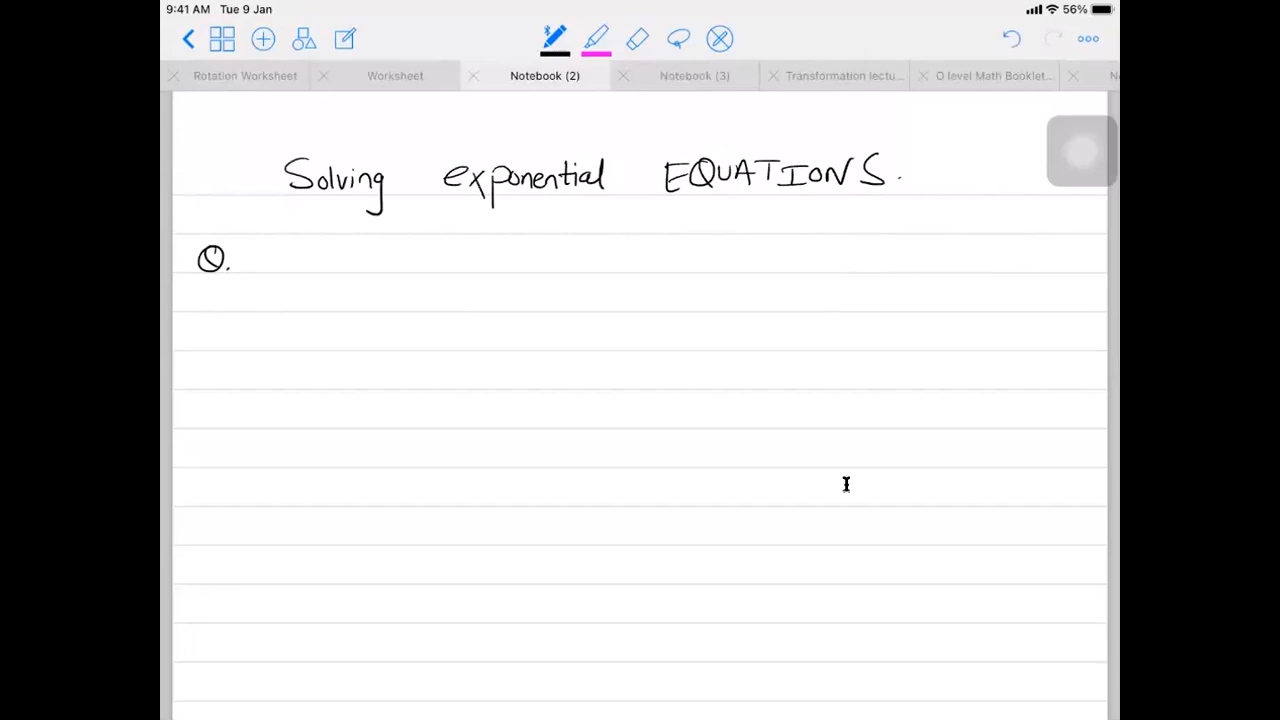 9:41 AM Tue 9 Jan 56%
Rotation Worksheet Worksheet Notebook (2) Notebook (3) Transformation lectu... O level Math Booklet...
Solving exponential EQUATIONS.
Q.